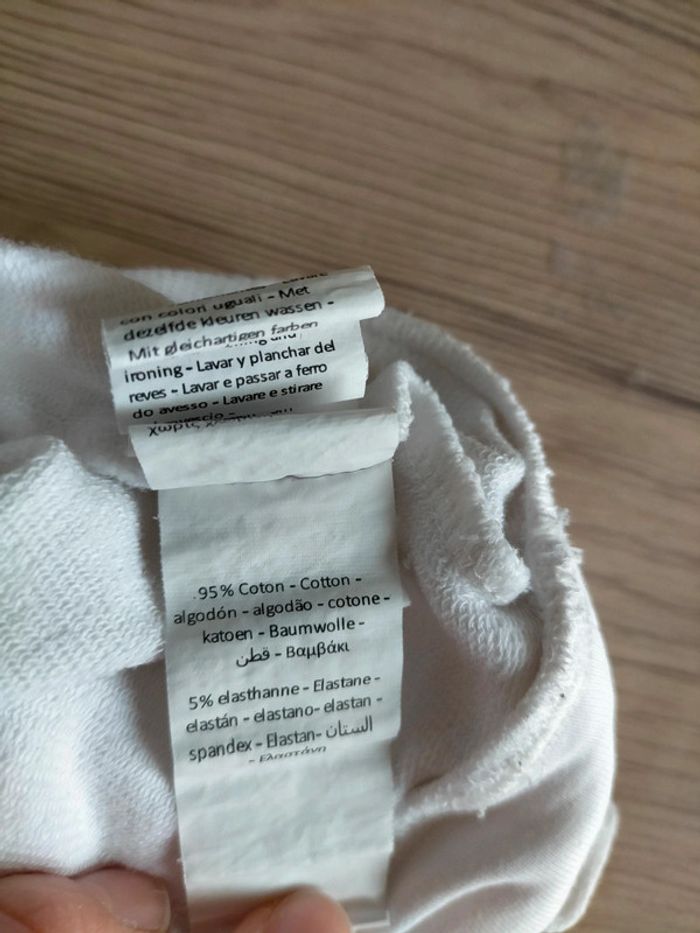 con colori uguali - Met
dezelfde kleuren wassen -
Mit gleichartigen farben
ironing - Lavar y planchar del
reves - Lavar e passar a ferro
do avesso - Lavare e stirare
χωρίς
.95% Coton - Cotton -
algodón - algodão - cotone -
katoen - Baumwolle -
قطن - Βαμβάκι
5% elasthanne - Elastane -
elastán - elastano- elastan -
spandex - Elastan- الستان
- Ελαστάνη